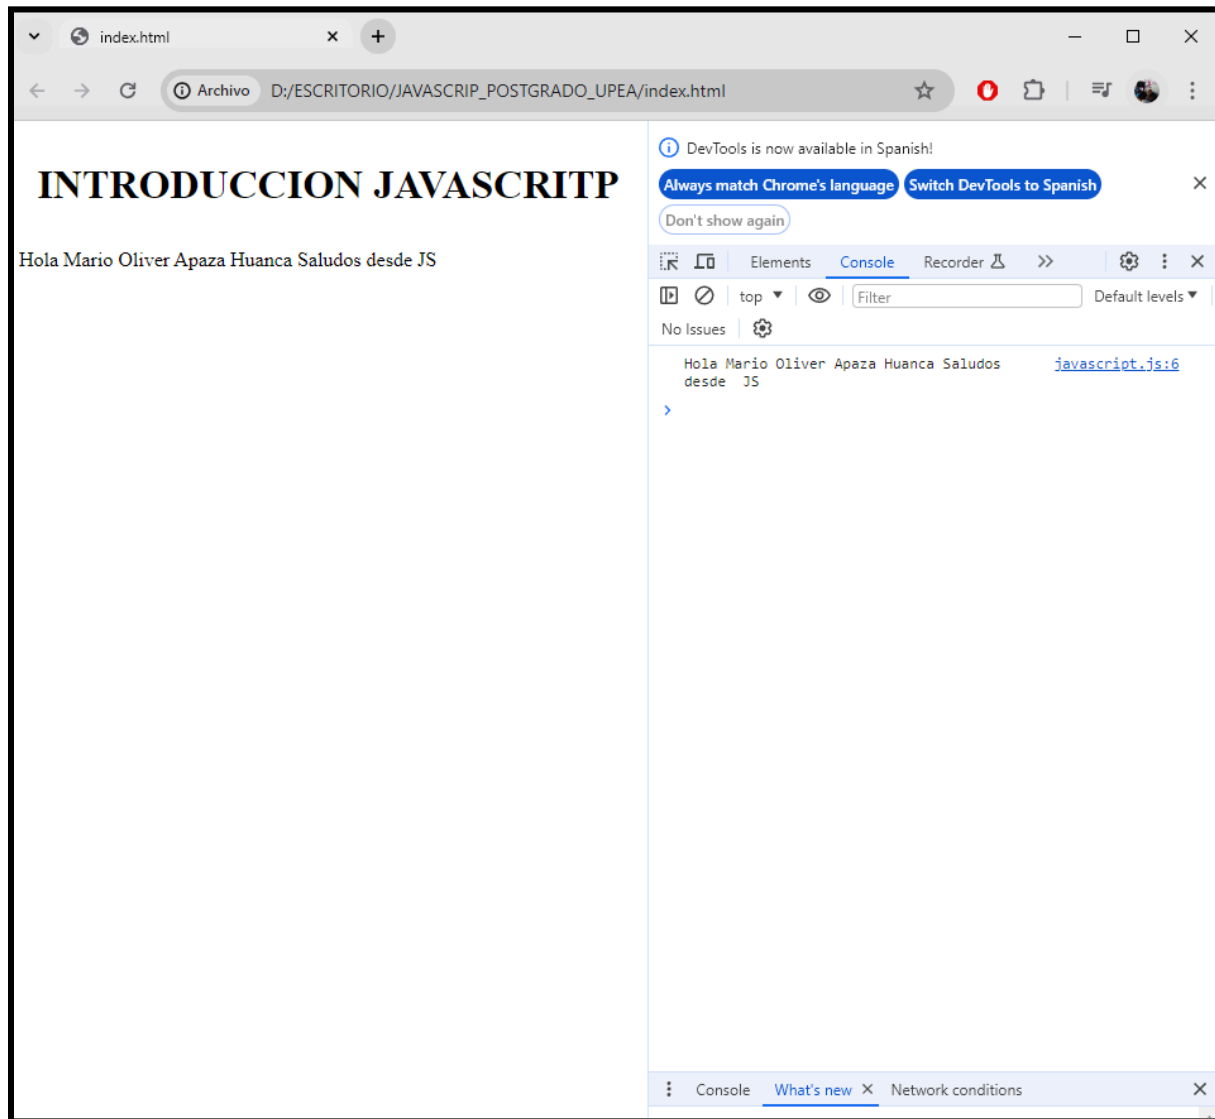 index.html
Archivo D:/ESCRITORIO/JAVASCRIP_POSTGRADO_UPEA/index.html
INTRODUCCION JAVASCRITP
Hola Mario Oliver Apaza Huanca Saludos desde JS
DevTools is now available in Spanish!
Always match Chrome's language Switch DevTools to Spanish
Don't show again
Elements Console Recorder
top Filter Default levels
No Issues
Hola Mario Oliver Apaza Huanca Saludos javascript.js:6
desde  JS
Console What's new Network conditions